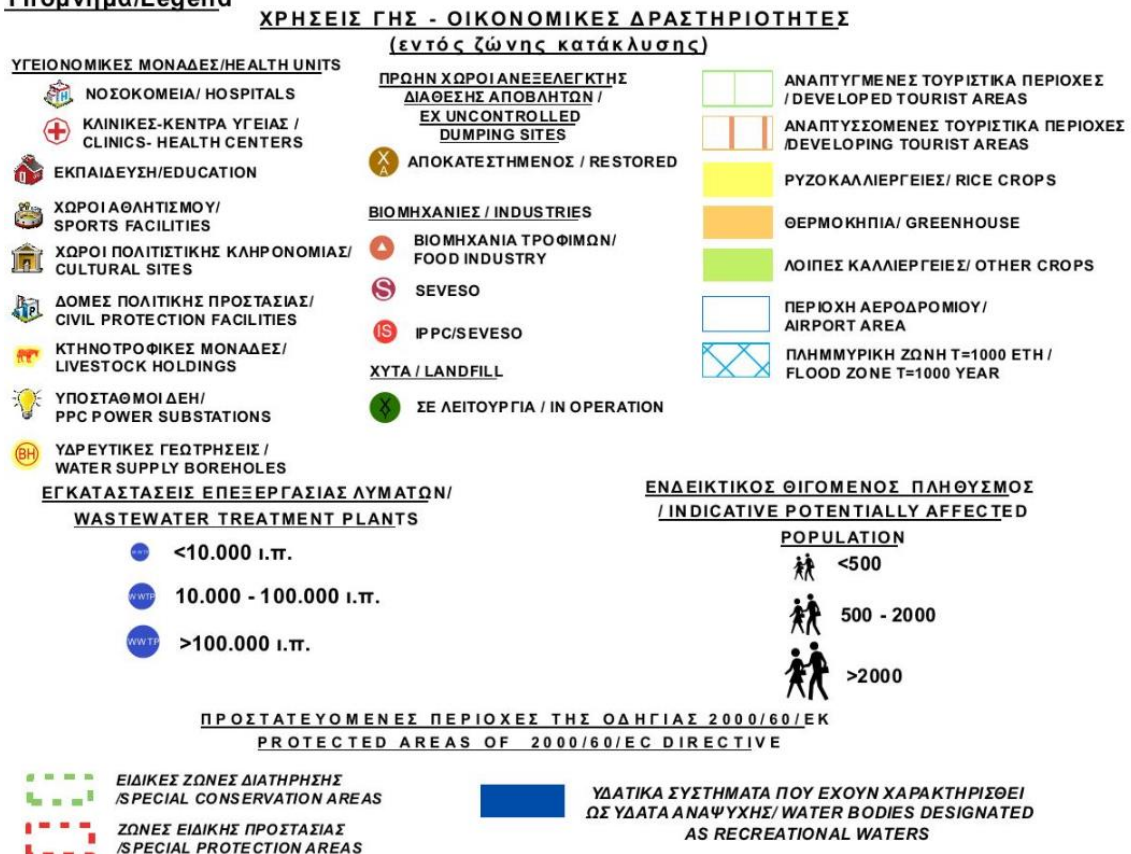 Υπόμνημα/Legend
ΧΡΗΣΕΙΣ ΓΗΣ - ΟΙΚΟΝΟΜΙΚΕΣ ΔΡΑΣΤΗΡΙΟΤΗΤΕΣ
(εντός ζώνης κατάκλυσης)
ΥΓΕΙΟΝΟΜΙΚΕΣ ΜΟΝΑΔΕΣ/HEALTH UNITS
ΝΟΣΟΚΟΜΕΙΑ/ HOSPITALS
ΚΛΙΝΙΚΕΣ-ΚΕΝΤΡΑ ΥΓΕΙΑΣ /
CLINICS- HEALTH CENTERS
ΕΚΠΑΙΔΕΥΣΗ/EDUCATION
ΧΩΡΟΙ ΑΘΛΗΤΙΣΜΟΥ/
SPORTS FACILITIES
ΧΩΡΟΙ ΠΟΛΙΤΙΣΤΙΚΗΣ ΚΛΗΡΟΝΟΜΙΑΣ/
CULTURAL SITES
ΔΟΜΕΣ ΠΟΛΙΤΙΚΗΣ ΠΡΟΣΤΑΣΙΑΣ/
CIVIL PROTECTION FACILITIES
ΚΤΗΝΟΤΡΟΦΙΚΕΣ ΜΟΝΑΔΕΣ/
LIVESTOCK HOLDINGS
ΥΠΟΣΤΑΘΜΟΙ ΔΕΗ/
PPC POWER SUBSTATIONS
BH
ΥΔΡΕΥΤΙΚΕΣ ΓΕΩΤΡΗΣΕΙΣ /
WATER SUPPLY BOREHOLES
ΠΡΩΗΝ ΧΩΡΟΙ ΑΝΕΞΕΛΕΓΚΤΗΣ
ΔΙΑΘΕΣΗΣ ΑΠΟΒΛΗΤΩΝ /
EX UNCONTROLLED
DUMPING SITES
X
A
ΑΠΟΚΑΤΕΣΤΗΜΕΝΟΣ / RESTORED
ΒΙΟΜΗΧΑΝΙΕΣ / INDUSTRIES
ΒΙΟΜΗΧΑΝΙΑ ΤΡΟΦΙΜΩΝ/
FOOD INDUSTRY
S
SEVESO
IS
IPPC/SEVESO
ΧΥΤΑ / LANDFILL
ΣΕ ΛΕΙΤΟΥΡΓΙΑ / IN OPERATION
ΑΝΑΠΤΥΓΜΕΝΕΣ ΤΟΥΡΙΣΤΙΚΑ ΠΕΡΙΟΧΕΣ
/ DEVELOPED TOURIST AREAS
ΑΝΑΠΤΥΣΣΟΜΕΝΕΣ ΤΟΥΡΙΣΤΙΚΑ ΠΕΡΙΟΧΕΣ
/DEVELOPING TOURIST AREAS
ΡΥΖΟΚΑΛΛΙΕΡΓΕΙΕΣ/ RICE CROPS
ΘΕΡΜΟΚΗΠΙΑ/ GREENHOUSE
ΛΟΙΠΕΣ ΚΑΛΛΙΕΡΓΕΙΕΣ/ OTHER CROPS
ΠΕΡΙΟΧΗ ΑΕΡΟΔΡΟΜΙΟΥ/
AIRPORT AREA
ΠΛΗΜΜΥΡΙΚΗ ΖΩΝΗ T=1000 ΕΤΗ /
FLOOD ZONE T=1000 YEAR
ΕΓΚΑΤΑΣΤΑΣΕΙΣ ΕΠΕΞΕΡΓΑΣΙΑΣ ΛΥΜΑΤΩΝ/
WASTEWATER TREATMENT PLANTS
WWTP
<10.000 ι.π.
WWTP
10.000 - 100.000 ι.π.
WWTP
>100.000 ι.π.
ΕΝΔΕΙΚΤΙΚΟΣ ΘΙΓΟΜΕΝΟΣ ΠΛΗΘΥΣΜΟΣ
/ INDICATIVE POTENTIALLY AFFECTED
POPULATION
<500
500 - 2000
>2000
ΠΡΟΣΤΑΤΕΥΟΜΕΝΕΣ ΠΕΡΙΟΧΕΣ ΤΗΣ ΟΔΗΓΙΑΣ 2000/60/ΕΚ
PROTECTED AREAS OF 2000/60/EC DIRECTIVE
ΕΙΔΙΚΕΣ ΖΩΝΕΣ ΔΙΑΤΗΡΗΣΗΣ
/SPECIAL CONSERVATION AREAS
ΖΩΝΕΣ ΕΙΔΙΚΗΣ ΠΡΟΣΤΑΣΙΑΣ
/SPECIAL PROTECTION AREAS
ΥΔΑΤΙΚΑ ΣΥΣΤΗΜΑΤΑ ΠΟΥ ΕΧΟΥΝ ΧΑΡΑΚΤΗΡΙΣΘΕΙ
ΩΣ ΥΔΑΤΑ ΑΝΑΨΥΧΗΣ/ WATER BODIES DESIGNATED
AS RECREATIONAL WATERS